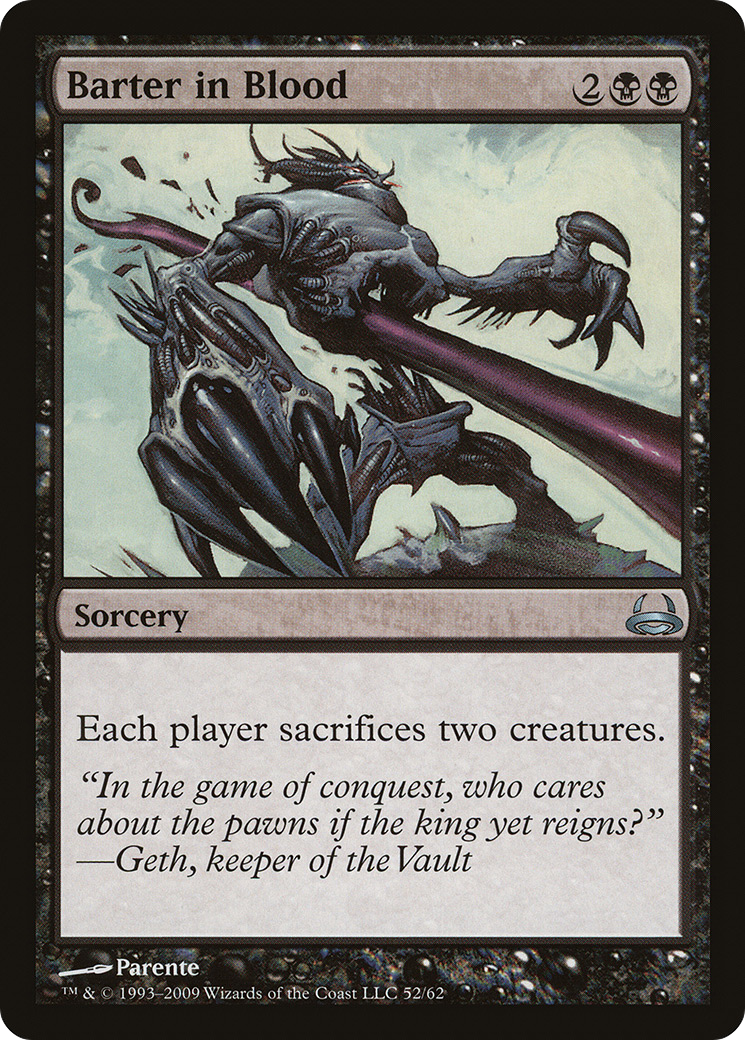 Barter in Blood 2
Sorcery
Each player sacrifices two creatures.
“In the game of conquest, who cares
about the pawns if the king yet reigns?”
—Geth, keeper of the Vault
Parente
™ & © 1993–2009 Wizards of the Coast LLC 52/62